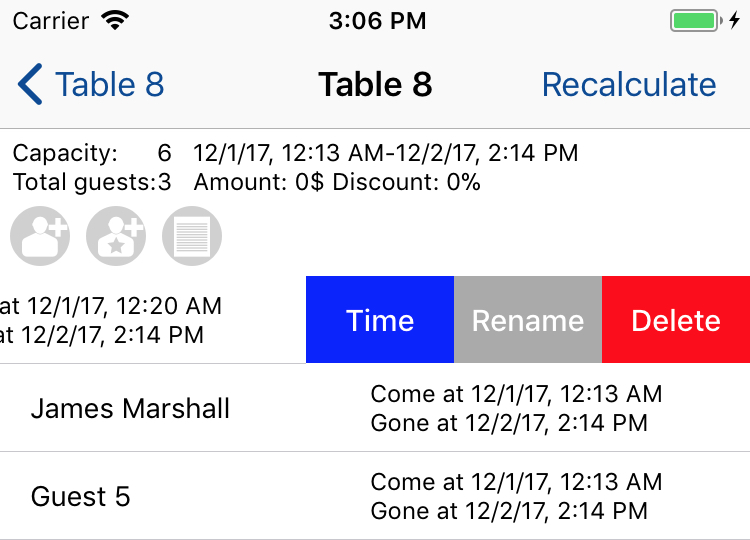 Carrier 3:06 PM
Table 8 Table 8 Recalculate
Capacity: 6 12/1/17, 12:13 AM-12/2/17, 2:14 PM
Total guests:3 Amount: 0$ Discount: 0%
at 12/1/17, 12:20 AM
at 12/2/17, 2:14 PM
Time Rename Delete
James Marshall
Come at 12/1/17, 12:13 AM
Gone at 12/2/17, 2:14 PM
Guest 5
Come at 12/1/17, 12:13 AM
Gone at 12/2/17, 2:14 PM